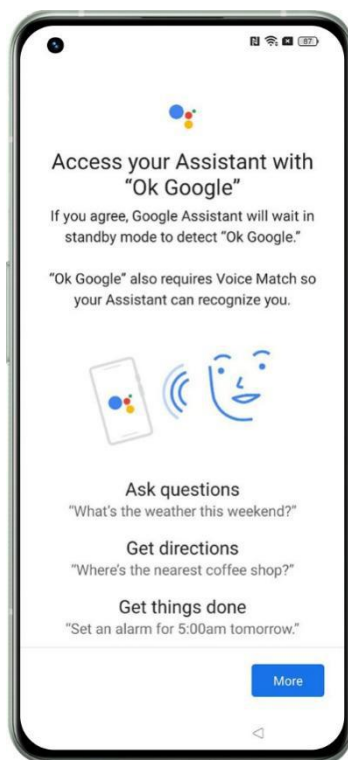 87
Access your Assistant with
“Ok Google”
If you agree, Google Assistant will wait in
standby mode to detect “Ok Google.”
“Ok Google” also requires Voice Match so
your Assistant can recognize you.
Ask questions
“What's the weather this weekend?”
Get directions
“Where's the nearest coffee shop?”
Get things done
“Set an alarm for 5:00am tomorrow.”
More